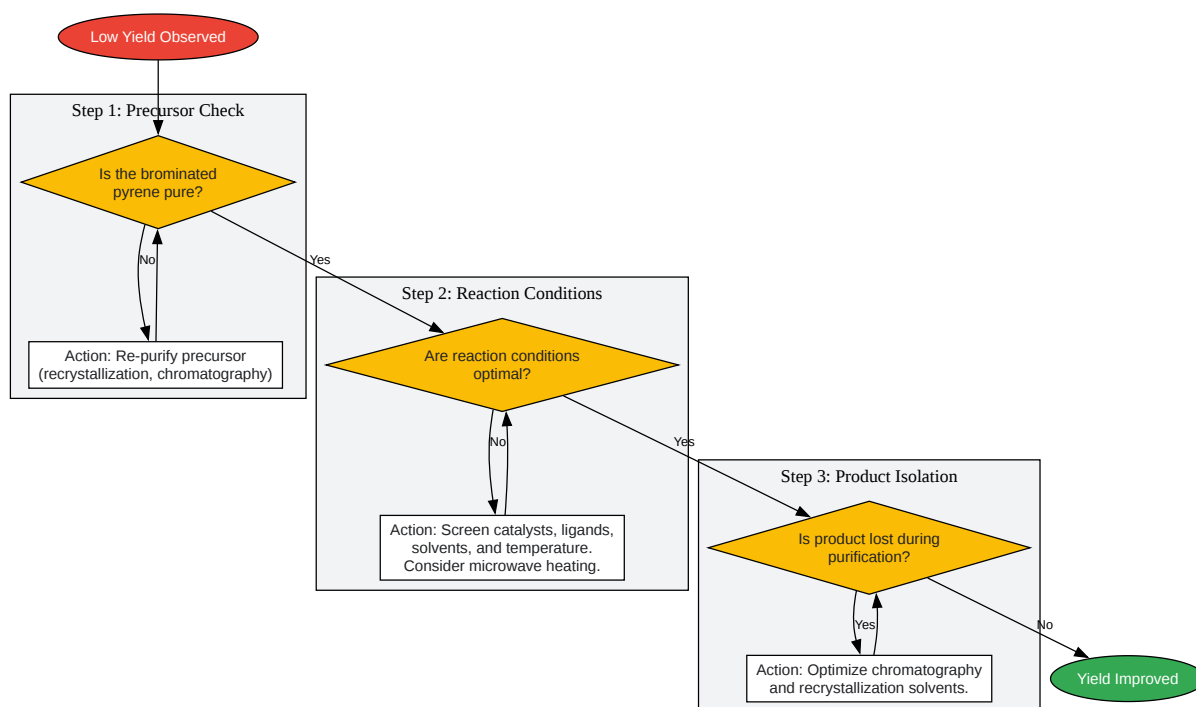 Low Yield Observed
Step 1: Precursor Check
Is the brominated
pyrene pure?
No
Yes
Action: Re-purify precursor
(recrystallization, chromatography)
Step 2: Reaction Conditions
Are reaction conditions
optimal?
No
Yes
Action: Screen catalysts, ligands,
solvents, and temperature.
Consider microwave heating.
Step 3: Product Isolation
Is product lost during
purification?
Yes
No
Action: Optimize chromatography
and recrystallization solvents.
Yield Improved